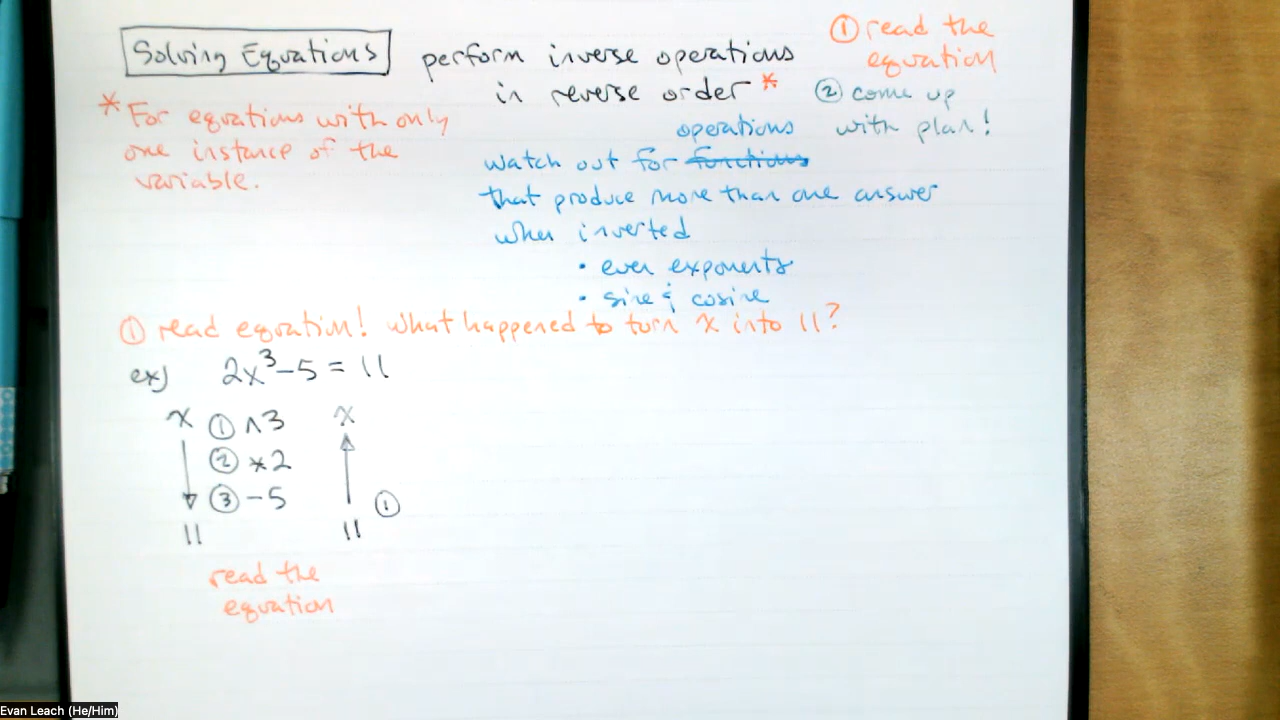 Solving Equations perform inverse operations
in reverse order *
① read the
equation
② come up
with plan!
* For equations with only
one instance of the
variable.
operations
watch out for functions
that produce more than one answer
when inverted
• even exponents
• sine & cosine
① read equation! What happened to turn x into 11?
ex) 2x³-5 = 11
x ① ^3 x
② *2
③ -5 ①
11 11
read the
equation
Evan Leach (He/Him)